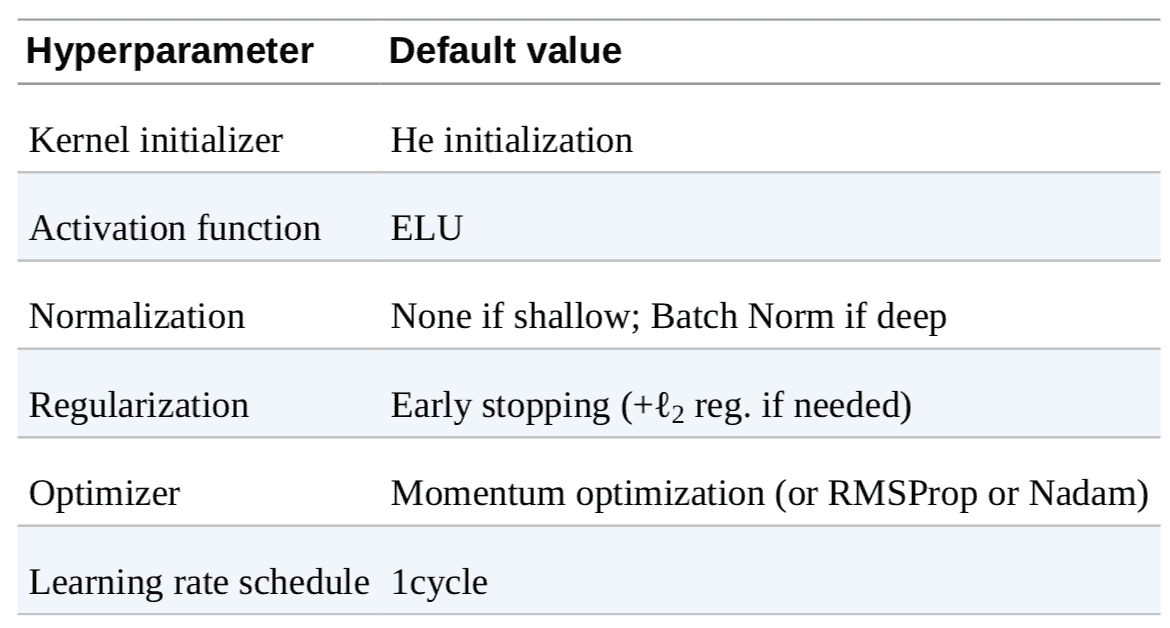 Hyperparameter Default value
Kernel initializer He initialization
Activation function ELU
Normalization None if shallow; Batch Norm if deep
Regularization Early stopping (+ℓ₂ reg. if needed)
Optimizer Momentum optimization (or RMSProp or Nadam)
Learning rate schedule 1cycle